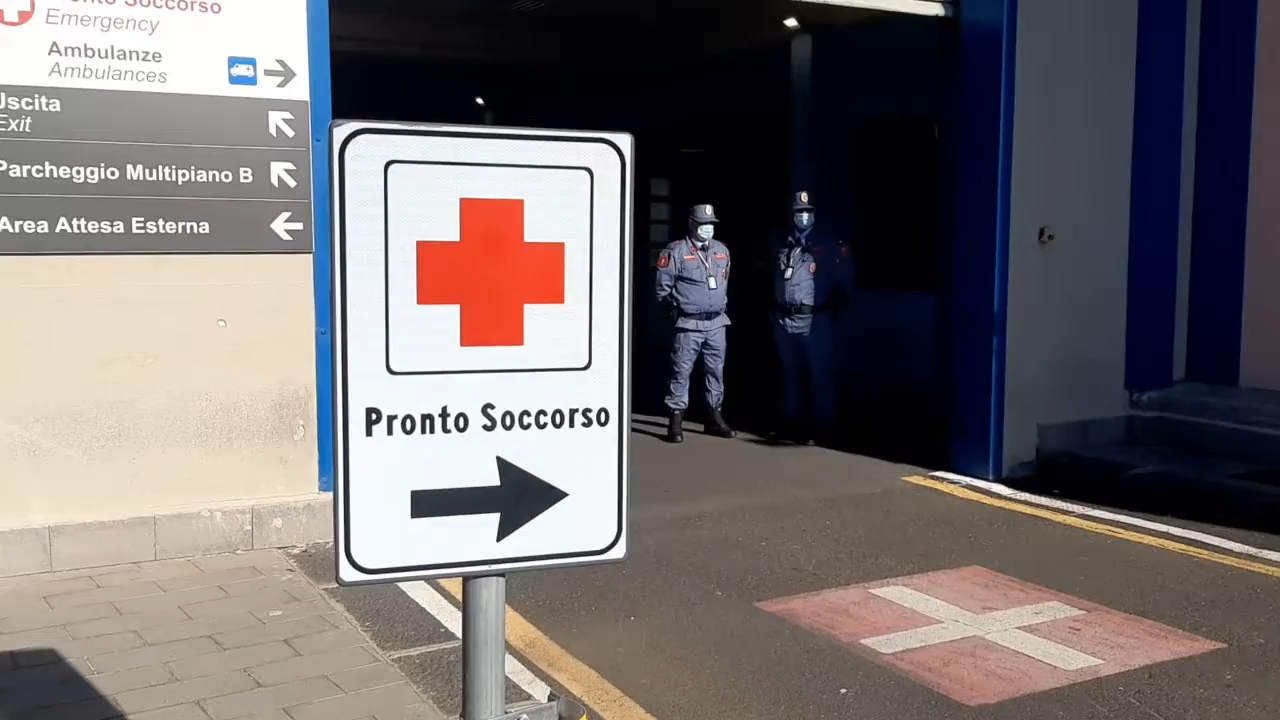 Pronto Soccorso
Emergency
Ambulanze
Ambulances
Uscita
Exit
Parcheggio Multipiano B
Area Attesa Esterna
Pronto Soccorso